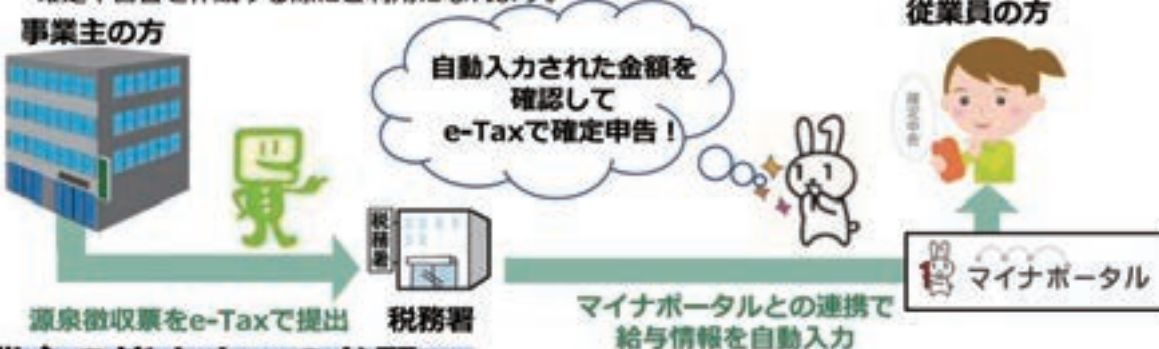 事業主の方
従業員の方
自動入力された金額を
確認して
e-Taxで確定申告！
確定申告
税務署
マイナポータル
源泉徴収票をe-Taxで提出
税務署
マイナポータルとの連携で
給与情報を自動入力